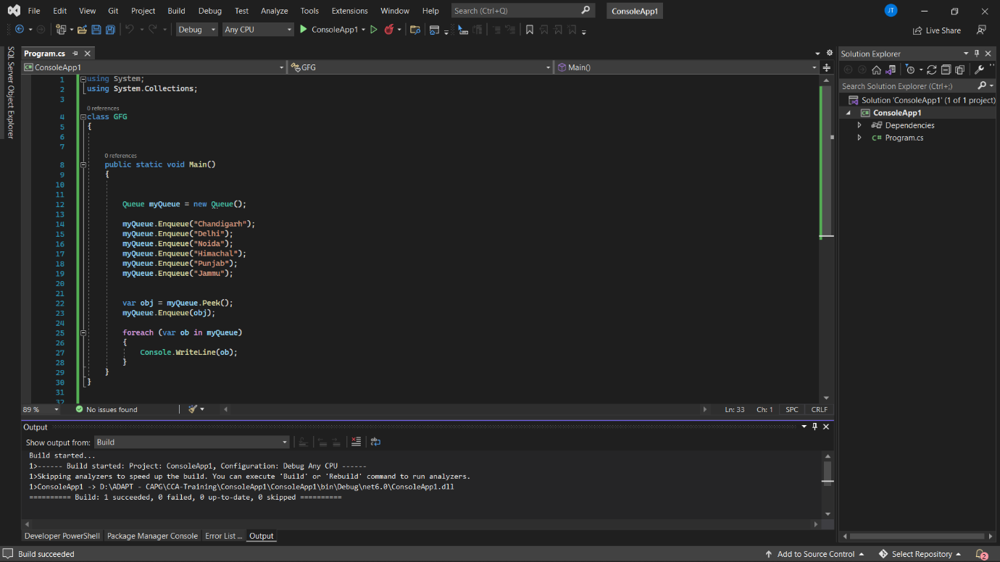 File Edit View Git Project Build Debug Test Analyze Tools Extensions Window Help Search (Ctrl+Q) ConsoleApp1 JT
Debug Any CPU ConsoleApp1 Live Share
SQL Server Object Explorer
Program.cs
ConsoleApp1 GFG Main()
1 using System;
2 using System.Collections;
3
0 references
4 class GFG
5 {
6
7
0 references
8 public static void Main()
9 {
10
11
12 Queue myQueue = new Queue();
13
14 myQueue.Enqueue("Chandigarh");
15 myQueue.Enqueue("Delhi");
16 myQueue.Enqueue("Noida");
17 myQueue.Enqueue("Himachal");
18 myQueue.Enqueue("Punjab");
19 myQueue.Enqueue("Jammu");
20
21
22 var obj = myQueue.Peek();
23 myQueue.Enqueue(obj);
24
25 foreach (var ob in myQueue)
26 {
27 Console.WriteLine(ob);
28 }
29 }
30 }
31
32
89 % No issues found Ln: 33 Ch: 1 SPC CRLF
Solution Explorer
Search Solution Explorer (Ctrl+;)
Solution 'ConsoleApp1' (1 of 1 project)
C# ConsoleApp1
Dependencies
C# Program.cs
Output
Show output from: Build
Build started...
1>------ Build started: Project: ConsoleApp1, Configuration: Debug Any CPU ------
1>Skipping analyzers to speed up the build. You can execute 'Build' or 'Rebuild' command to run analyzers.
1>ConsoleApp1 -> D:\ADAPT - CAPG\CCA-Training\ConsoleApp1\ConsoleApp1\bin\Debug\net6.0\ConsoleApp1.dll
========== Build: 1 succeeded, 0 failed, 0 up-to-date, 0 skipped ==========
Developer PowerShell Package Manager Console Error List ... Output
Build succeeded Add to Source Control Select Repository 2